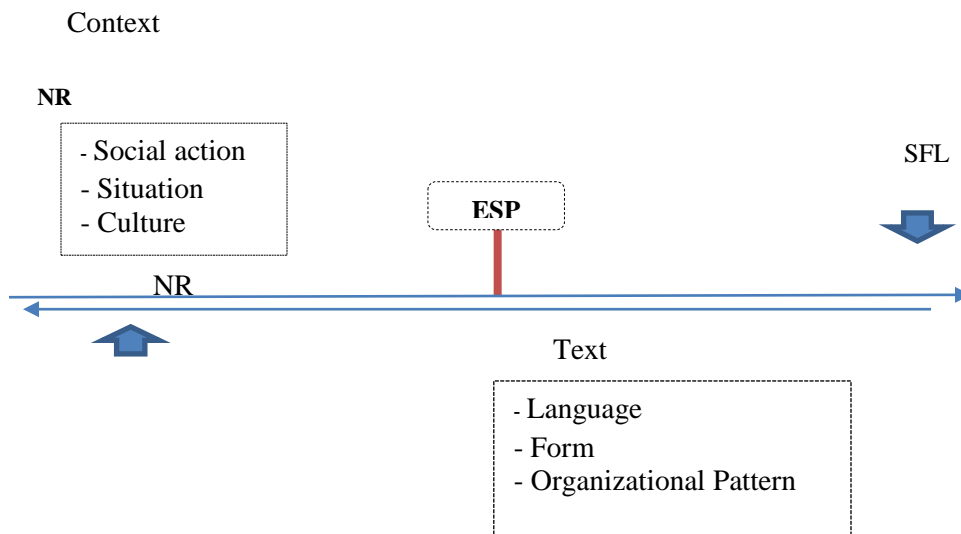 Context
NR
- Social action
- Situation
- Culture
SFL
ESP
NR
Text
- Language
- Form
- Organizational Pattern